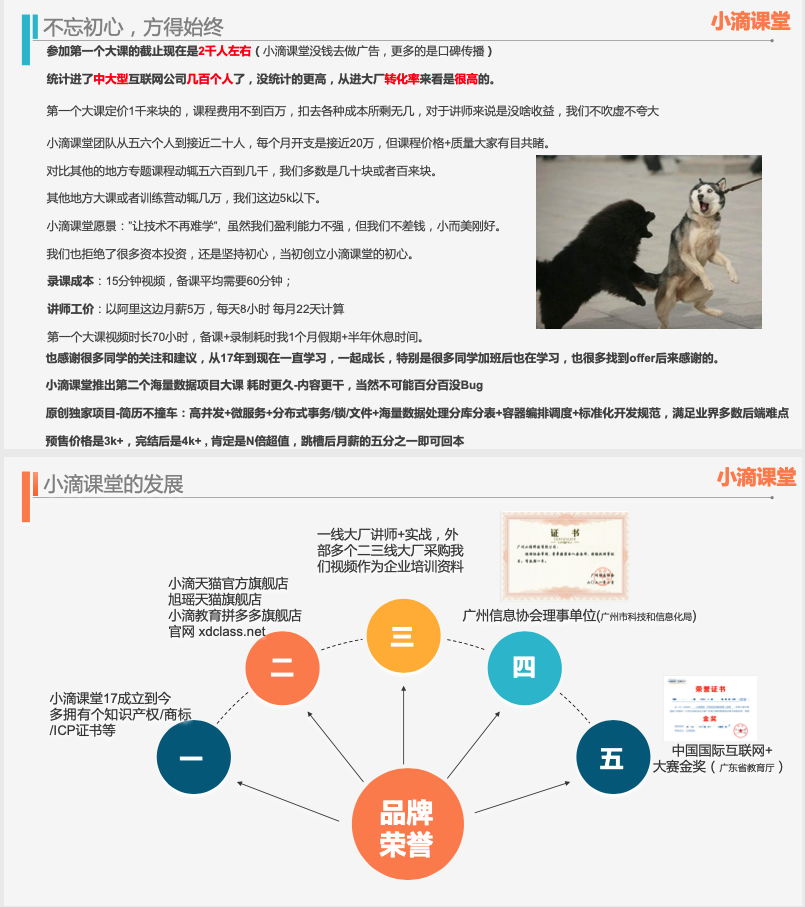 不忘初心，方得始终
小滴课堂
参加第一个大课的截止现在是2千人左右（小滴课堂没钱去做广告，更多的是口碑传播）
统计进了中大型互联网公司几百个人了，没统计的更高，从进大厂转化率来看是很高的。
第一个大课定价1千来块的，课程费用不到百万，扣去各种成本所剩无几，对于讲师来说是没啥收益，我们不吹虚不夸大
小滴课堂团队从五六个人到接近二十人，每个月开支是接近20万，但课程价格+质量大家有目共睹。
对比其他的地方专题课程动辄五六百到几千，我们多数是几十块或者百来块。
其他地方大课或者训练营动辄几万，我们这边5k以下。
小滴课堂愿景："让技术不再难学"，虽然我们盈利能力不强，但我们不差钱，小而美刚好。
我们也拒绝了很多资本投资，还是坚持初心，当初创立小滴课堂的初心。
录课成本：15分钟视频，备课平均需要60分钟；
讲师工价：以阿里这边月薪5万，每天8小时 每月22天计算
第一个大课视频时长70小时，备课+录制耗时我1个月假期+半年休息时间。
也感谢很多同学的关注和建议，从17年到现在一直学习，一起成长，特别是很多同学加班后也在学习，也很多找到offer后来感谢的。
小滴课堂推出第二个海量数据项目大课 耗时更久-内容更干，当然不可能百分百没Bug
原创独家项目-简历不撞车：高并发+微服务+分布式事务/锁/文件+海量数据处理分库分表+容器编排调度+标准化开发规范，满足业界多数后端难点
预售价格是3k+，完结后是4k+，肯定是N倍超值，跳槽后月薪的五分之一即可回本
小滴课堂的发展
小滴课堂
一线大厂讲师+实战，外
部多个二三线大厂采购我
们视频作为企业培训资料
证 书
小滴天猫官方旗舰店
旭瑶天猫旗舰店
小滴教育拼多多旗舰店
官网 xdclass.net
广州信息协会理事单位(广州市科技和信息化局)
三
二
四
小滴课堂17成立到今
多拥有个知识产权/商标
/ICP证书等
荣誉证书
金奖
一
五
中国国际互联网+
大赛金奖（广东省教育厅）
品牌
荣誉